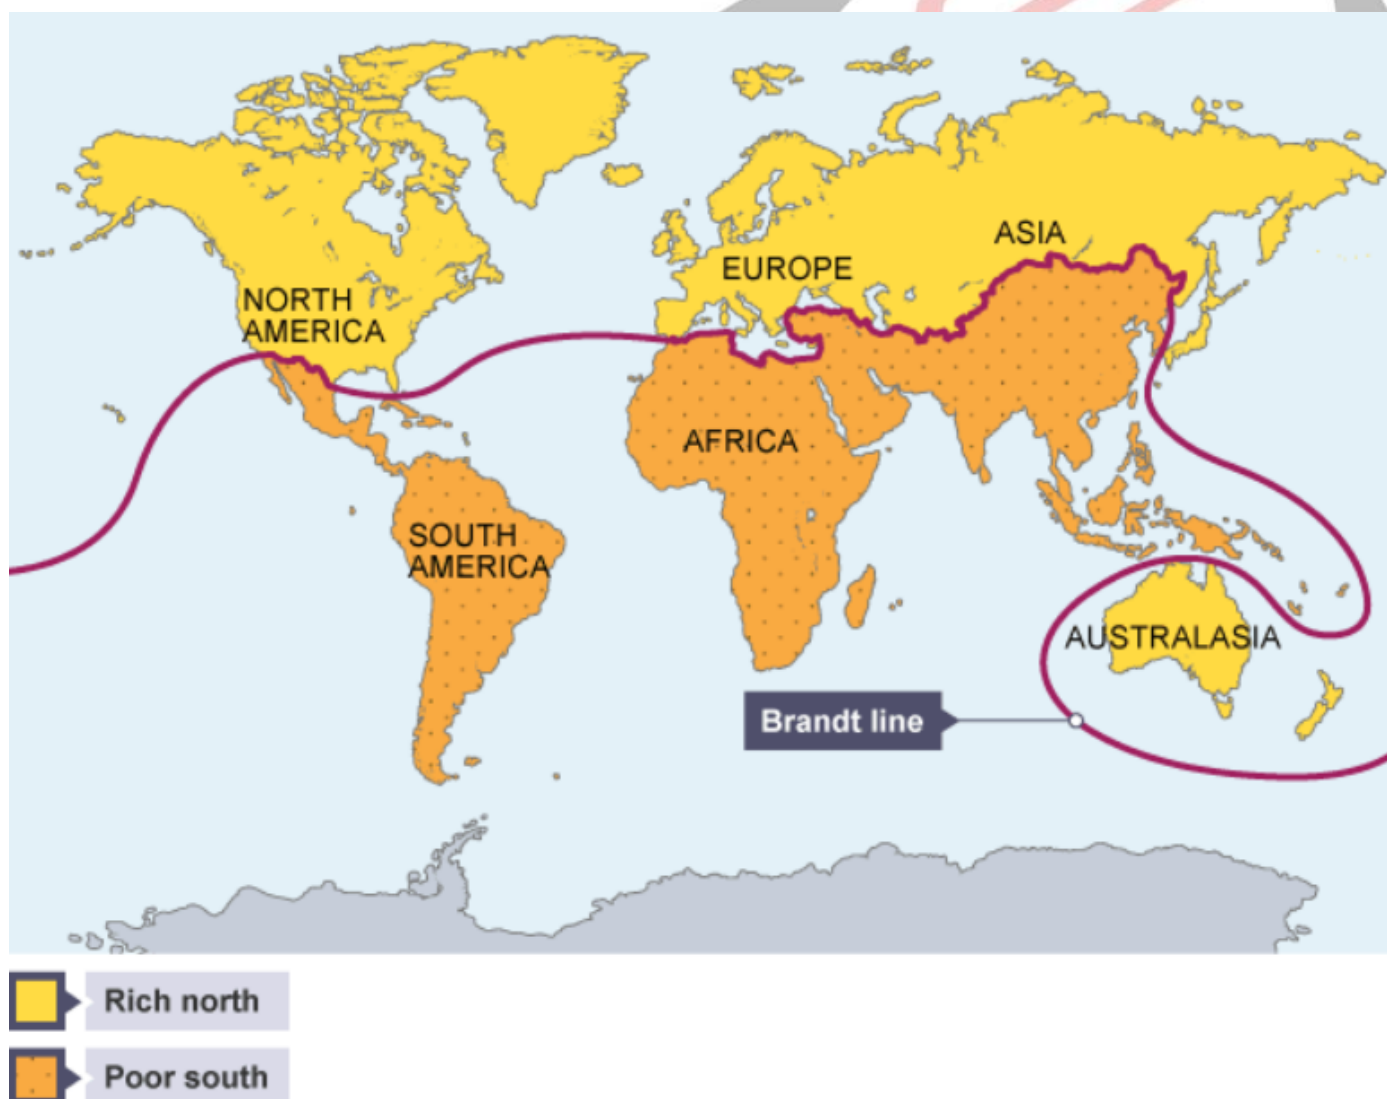 ASIA
EUROPE
NORTH
AMERICA
AFRICA
SOUTH
AMERICA
AUSTRALASIA
Brandt line
Rich north
Poor south